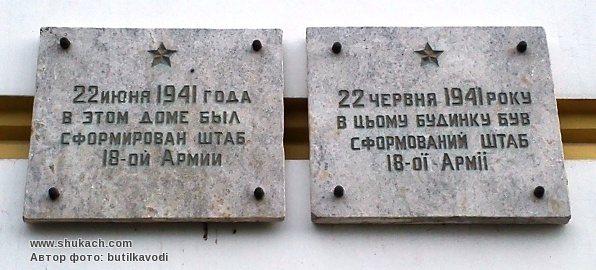 22 июня 1941 года
в этом доме был
сформирован штаб
18-ой Армии
22 червня 1941 року
в цьому будинку був
сформований штаб
18-ої Армії
www.shukach.com
Автор фото: butilkavodi